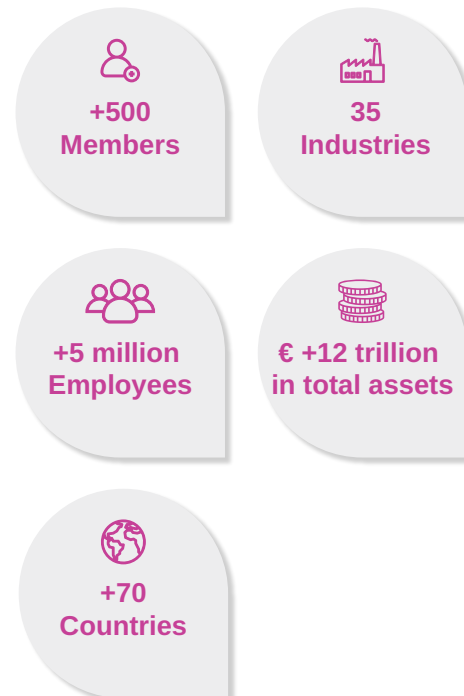 +500
Members
35
Industries
+5 million
Employees
€ +12 trillion
in total assets
+70
Countries